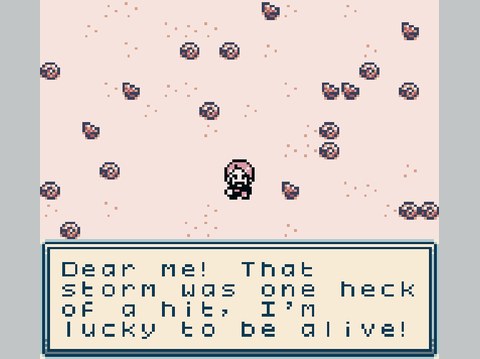 Dear me! That
storm was one heck
of a hit, I'm
lucky to be alive!